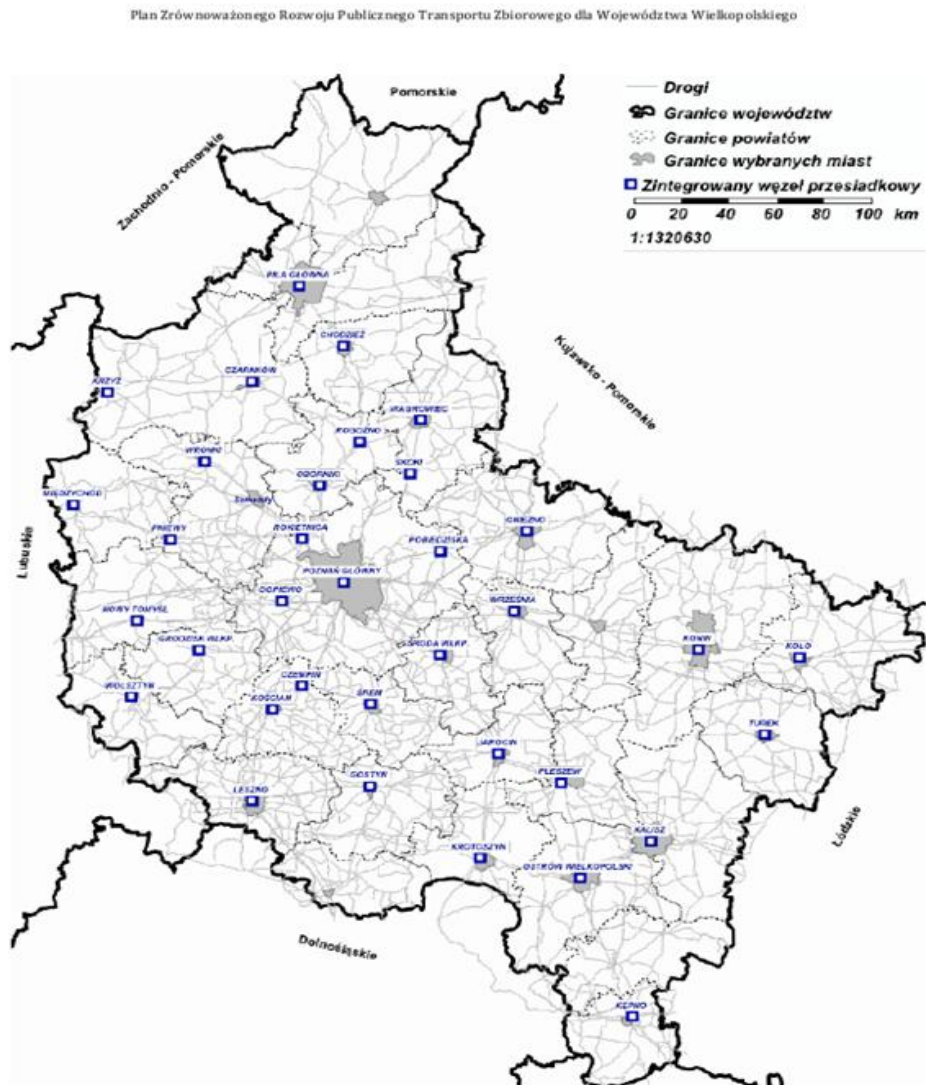 Plan Zrównoważonego Rozwoju Publicznego Transportu Zbiorowego dla Województwa Wielkopolskiego
Pomorskie
Zachodnio - Pomorskie
Drogi
Granice województw
Granice powiatów
Granice wybranych miast
Zintegrowany węzeł przesiadkowy
0 20 40 60 80 100 km
1:1320630
PIŁA GŁÓWNA
CHODZIEŻ
Kujawsko - Pomorskie
CZARNKÓW
KRZYŻ
WĄGROWIEC
ROGOŹNO
WRONKI
SKOKI
OBORNIKI
MIĘDZYCHÓD
Szamotuły
GNIEZNO
PNIEWY
ROKIETNICA
POBIEDZISKA
Lubuskie
POZNAŃ GŁÓWNY
DOPIEWO
WRZEŚNIA
NOWY TOMYŚL
GRODZISK WLKP.
ŚRODA WLKP.
KONIN
KOŁO
CZEMPIŃ
WOLSZTYN
KOŚCIAN
ŚREM
TUREK
JAROCIN
PLESZEW
GOSTYŃ
LESZNO
Łódzkie
KALISZ
KROTOSZYN
OSTRÓW WIELKOPOLSKI
Dolnośląskie
KĘPNO